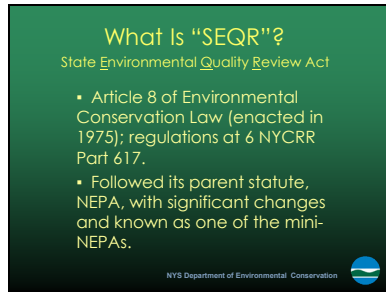 What Is “SEQR”?
State Environmental Quality Review Act
▪ Article 8 of Environmental
Conservation Law (enacted in
1975); regulations at 6 NYCRR
Part 617.
▪ Followed its parent statute,
NEPA, with significant changes
and known as one of the mini-
NEPAs.
NYS Department of Environmental Conservation